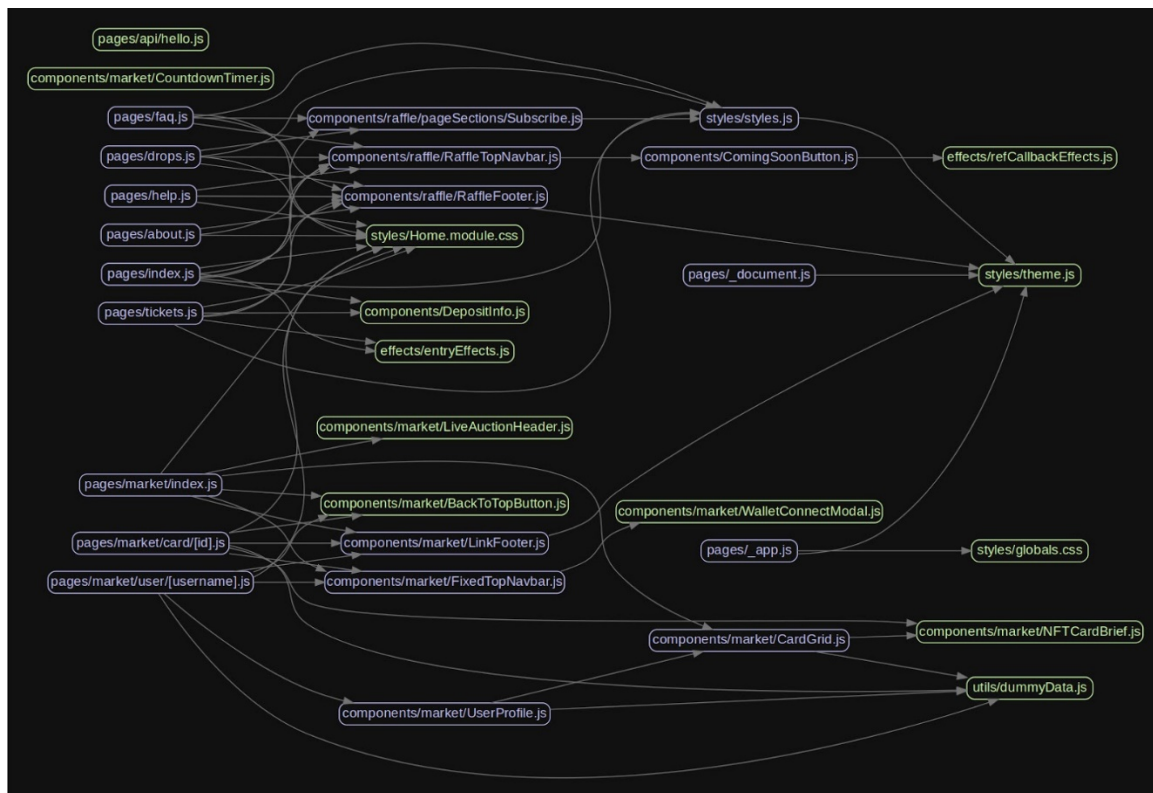 pages/api/hello.js
components/market/CountdownTimer.js
pages/faq.js
components/raffle/pageSections/Subscribe.js
styles/styles.js
pages/drops.js
components/raffle/RaffleTopNavbar.js
components/ComingSoonButton.js
effects/refCallbackEffects.js
pages/help.js
components/raffle/RaffleFooter.js
pages/about.js
styles/Home.module.css
pages/index.js
pages/_document.js
styles/theme.js
pages/tickets.js
components/DepositInfo.js
effects/entryEffects.js
components/market/LiveAuctionHeader.js
pages/market/index.js
components/market/BackToTopButton.js
components/market/WalletConnectModal.js
pages/market/card/[id].js
components/market/LinkFooter.js
pages/_app.js
styles/globals.css
pages/market/user/[username].js
components/market/FixedTopNavbar.js
components/market/CardGrid.js
components/market/NFTCardBrief.js
utils/dummyData.js
components/market/UserProfile.js